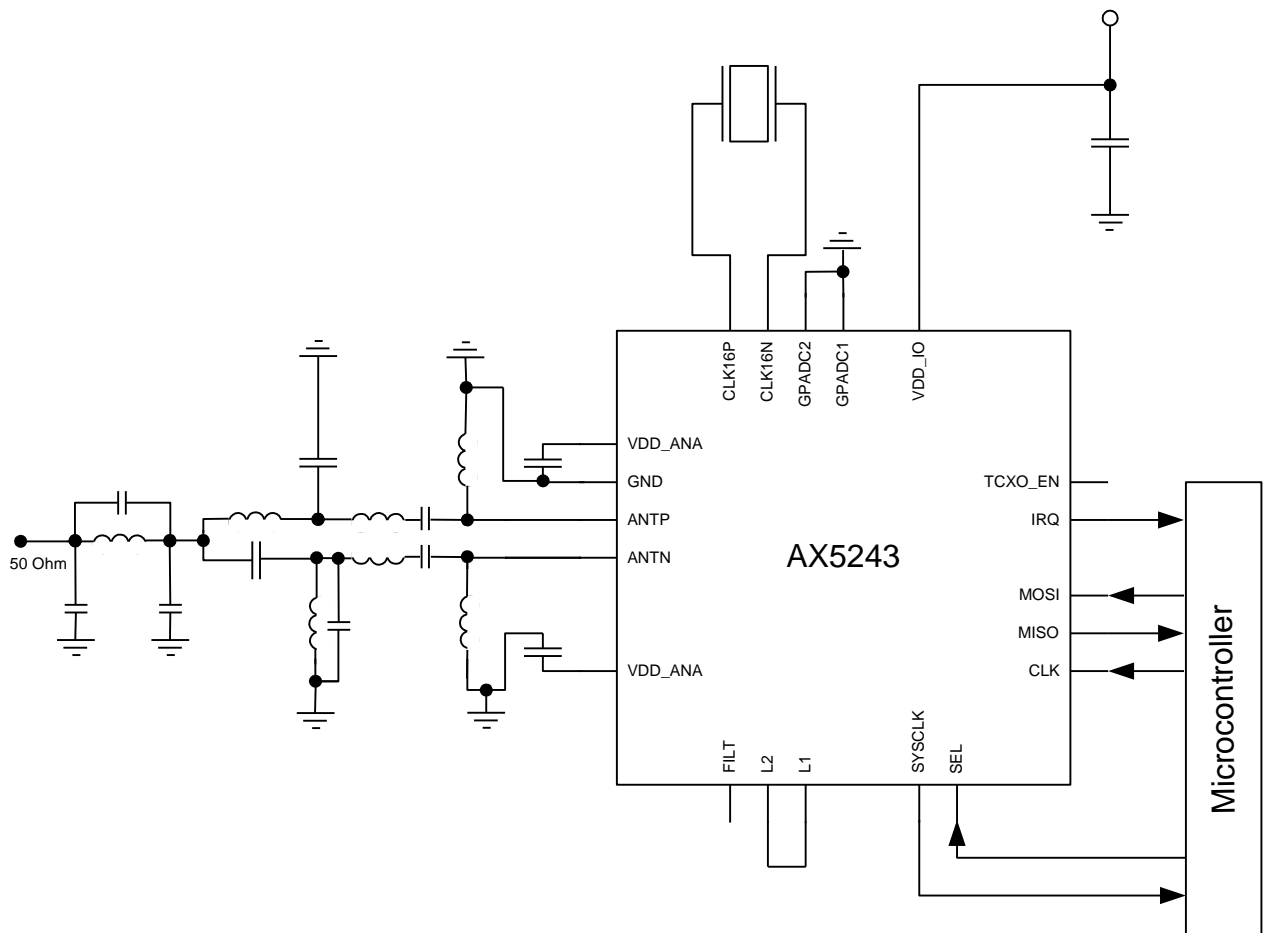 CLK16P
CLK16N
GPADC2
GPADC1
VDD_IO
VDD_ANA
GND
TCXO_EN
ANTP
IRQ
50 Ohm
ANTN
AX5243
MOSI
MISO
VDD_ANA
CLK
Microcontroller
FILT
L2
L1
SYSCLK
SEL